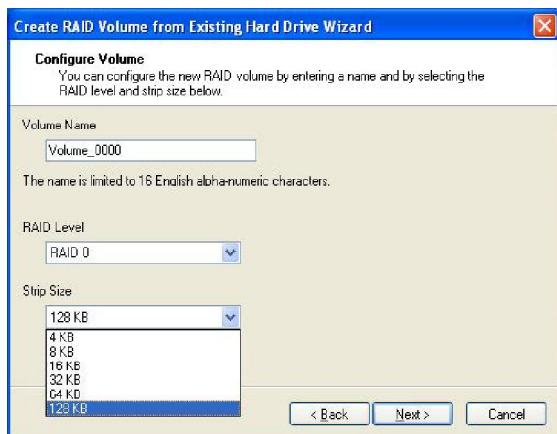 Create RAID Volume from Existing Hard Drive Wizard
Configure Volume
You can configure the new RAID volume by entering a name and by selecting the
RAID level and strip size below.
Volume Name
Volume_0000
The name is limited to 16 English alpha-numeric characters.
RAID Level
RAID 0
Strip Size
128 KB
4 KB
8 KB
16 KB
32 KB
64 KB
128 KB
< Back
Next >
Cancel